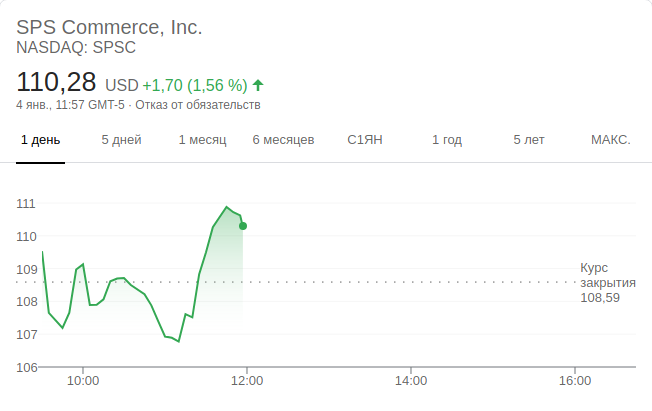 SPS Commerce, Inc.
NASDAQ: SPSC
110,28 USD +1,70 (1,56 %)
4 янв., 11:57 GMT-5 · Отказ от обязательств
1 день 5 дней 1 месяц 6 месяцев С1ЯН 1 год 5 лет МАКС.
111
110
109
108
107
106
Курс
закрытия
108,59
10:00 12:00 14:00 16:00